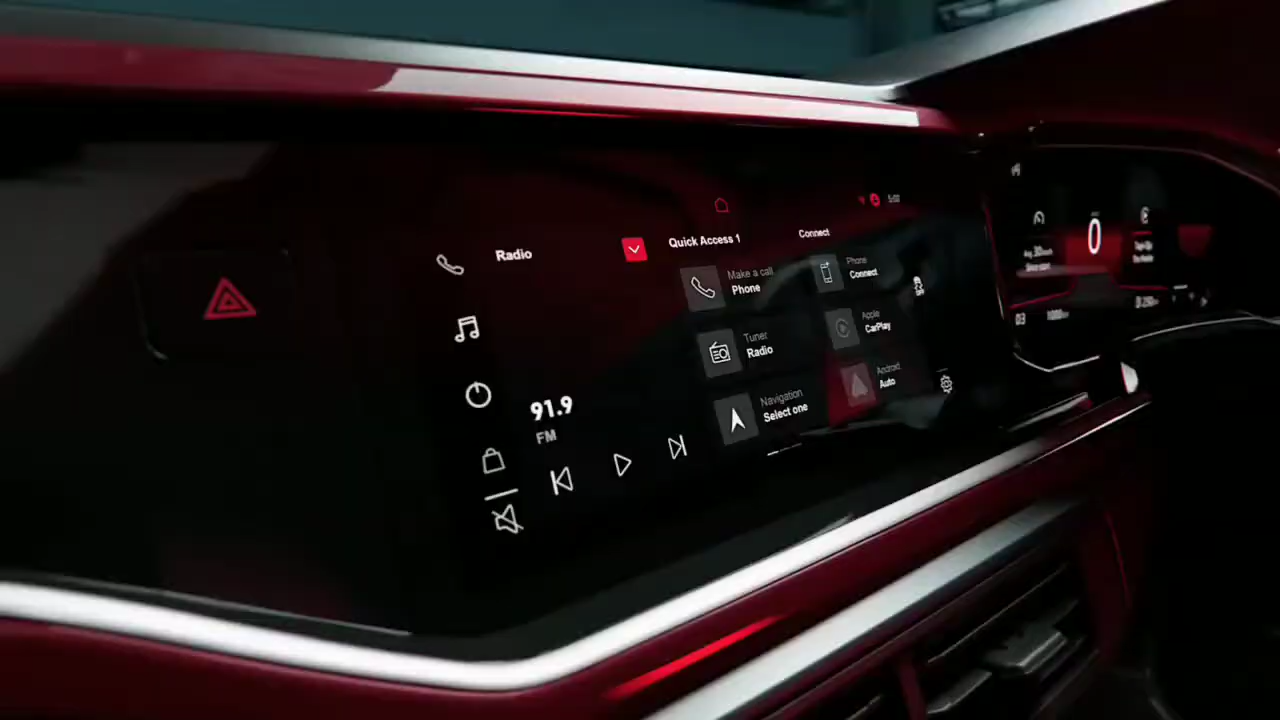 Radio
91.9
FM
Quick Access 1
Make a call
Phone
Tuner
Radio
Navigation
Select one
Connect
Phone
Connect
Apple
CarPlay
Android
Auto
0